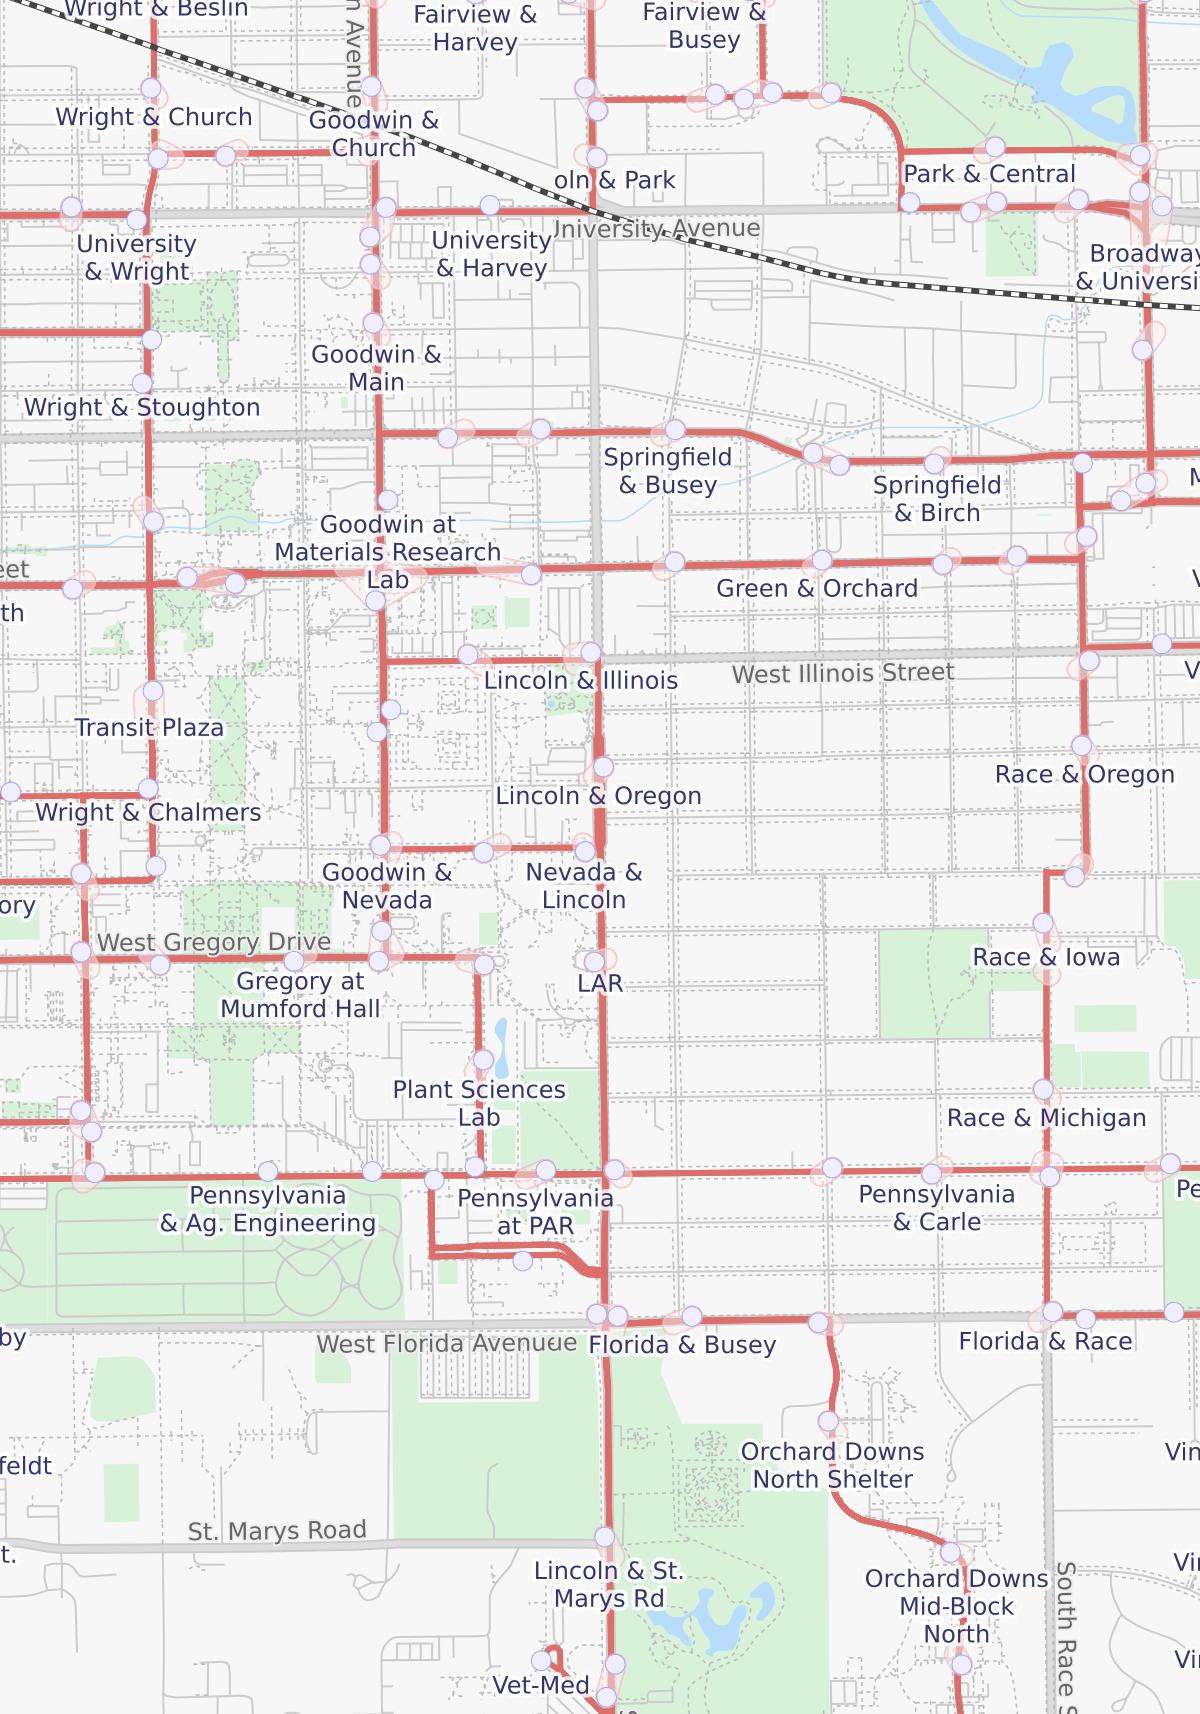 Wright & Beslin
n Avenue
Fairview &
Harvey
Fairview &
Busey
Wright & Church
Goodwin &
Church
oln & Park
Park & Central
University Avenue
University
& Wright
University
& Harvey
Broadway
& Universi
Goodwin &
Main
Wright & Stoughton
Springfield
& Busey
Springfield
& Birch
M
Goodwin at
Materials Research
Lab
eet
Green & Orchard
V
th
Lincoln & Illinois
West Illinois Street
V
Transit Plaza
Race & Oregon
Lincoln & Oregon
Wright & Chalmers
Goodwin &
Nevada
Nevada &
Lincoln
ory
West Gregory Drive
Race & Iowa
Gregory at
Mumford Hall
LAR
Plant Sciences
Lab
Race & Michigan
Pennsylvania
& Ag. Engineering
Pennsylvania
at PAR
Pennsylvania
& Carle
Pe
by
West Florida Avenue
Florida & Busey
Florida & Race
feldt
Orchard Downs
North Shelter
Vin
St. Marys Road
t.
Lincoln & St.
Marys Rd
Orchard Downs
Mid-Block
North
Vin
South Race S
Vet-Med
Vin